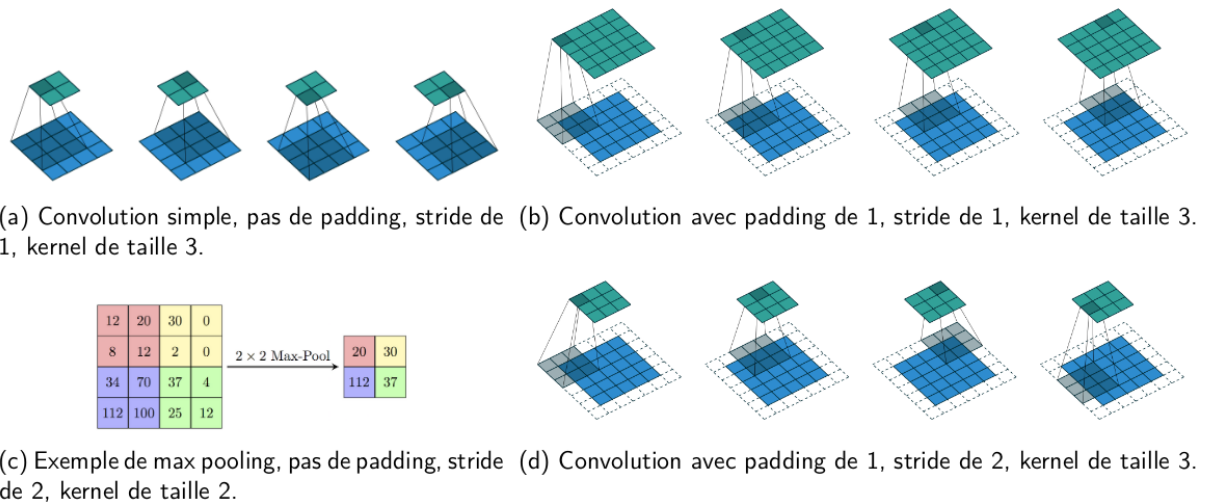 (a) Convolution simple, pas de padding, stride de
1, kernel de taille 3.
(b) Convolution avec padding de 1, stride de 1, kernel de taille 3.
12 20 30 0
8 12 2 0
34 70 37 4
112 100 25 12
2 × 2 Max-Pool
20 30
112 37
(c) Exemple de max pooling, pas de padding, stride
de 2, kernel de taille 2.
(d) Convolution avec padding de 1, stride de 2, kernel de taille 3.